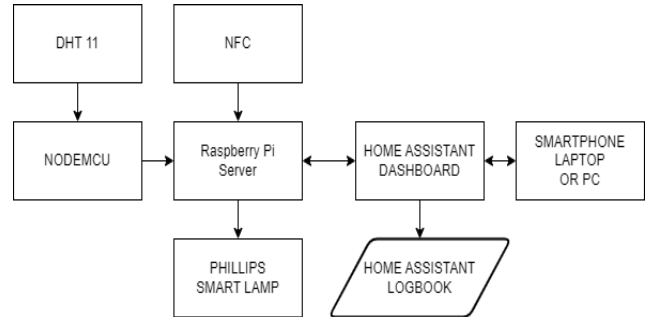 DHT 11
NFC
NODEMCU
Raspberry Pi
Server
HOME ASSISTANT
DASHBOARD
SMARTPHONE
LAPTOP
OR PC
PHILLIPS
SMART LAMP
HOME ASSISTANT
LOGBOOK